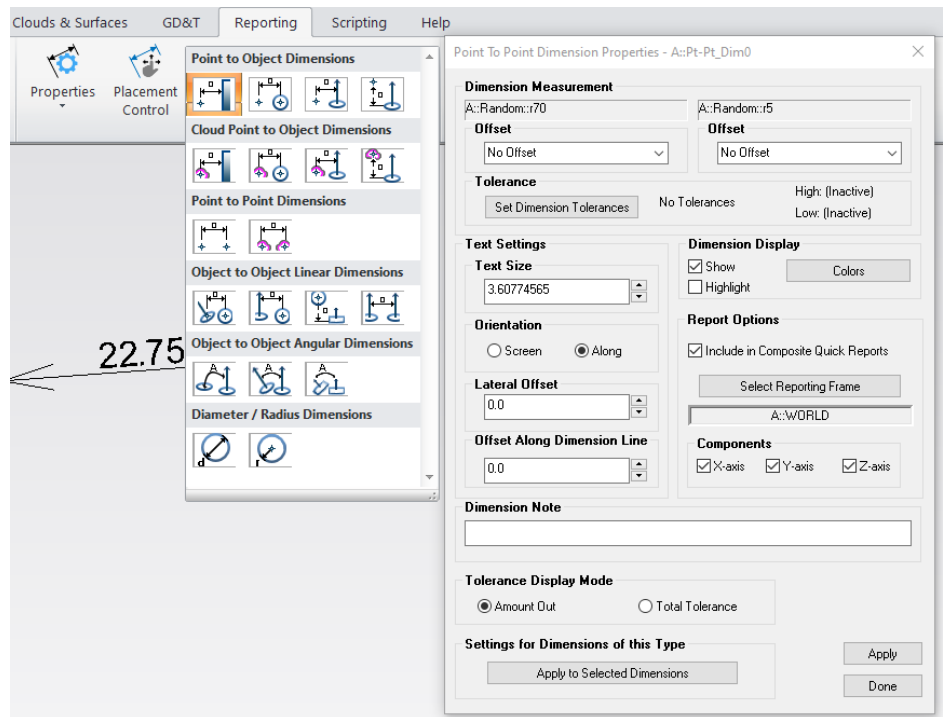 Clouds & Surfaces GD&T Reporting Scripting Help
Properties
Placement
Control
Point to Object Dimensions
Cloud Point to Object Dimensions
Point to Point Dimensions
Object to Object Linear Dimensions
Object to Object Angular Dimensions
A A A
Diameter / Radius Dimensions
d r
22.75
Point To Point Dimension Properties - A::Pt-Pt_Dim0
Dimension Measurement
A::Random::r70 A::Random::r5
Offset Offset
No Offset No Offset
Tolerance
Set Dimension Tolerances No Tolerances High: (Inactive)
Low: (Inactive)
Text Settings
Text Size
3.60774565
Orientation
Screen Along
Lateral Offset
0.0
Offset Along Dimension Line
0.0
Dimension Display
Show Colors
Highlight
Report Options
Include in Composite Quick Reports
Select Reporting Frame
A::WORLD
Components
X-axis Y-axis Z-axis
Dimension Note
Tolerance Display Mode
Amount Out Total Tolerance
Settings for Dimensions of this Type
Apply to Selected Dimensions
Apply
Done